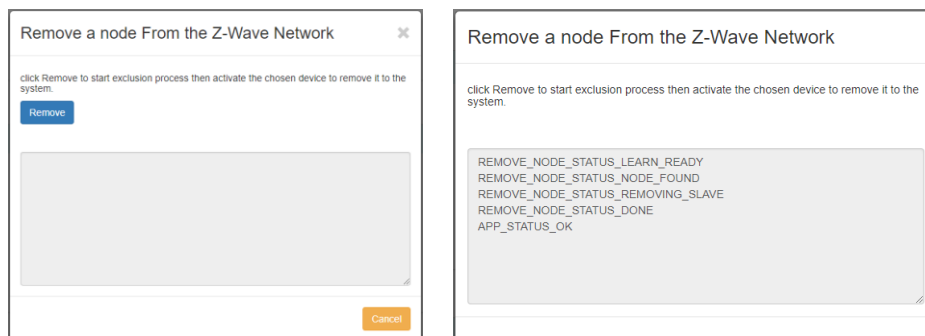 Remove a node From the Z-Wave Network
×
click Remove to start exclusion process then activate the chosen device to remove it to the
system.
Remove
Cancel
Remove a node From the Z-Wave Network
click Remove to start exclusion process then activate the chosen device to remove it to the
system.
REMOVE_NODE_STATUS_LEARN_READY
REMOVE_NODE_STATUS_NODE_FOUND
REMOVE_NODE_STATUS_REMOVING_SLAVE
REMOVE_NODE_STATUS_DONE
APP_STATUS_OK